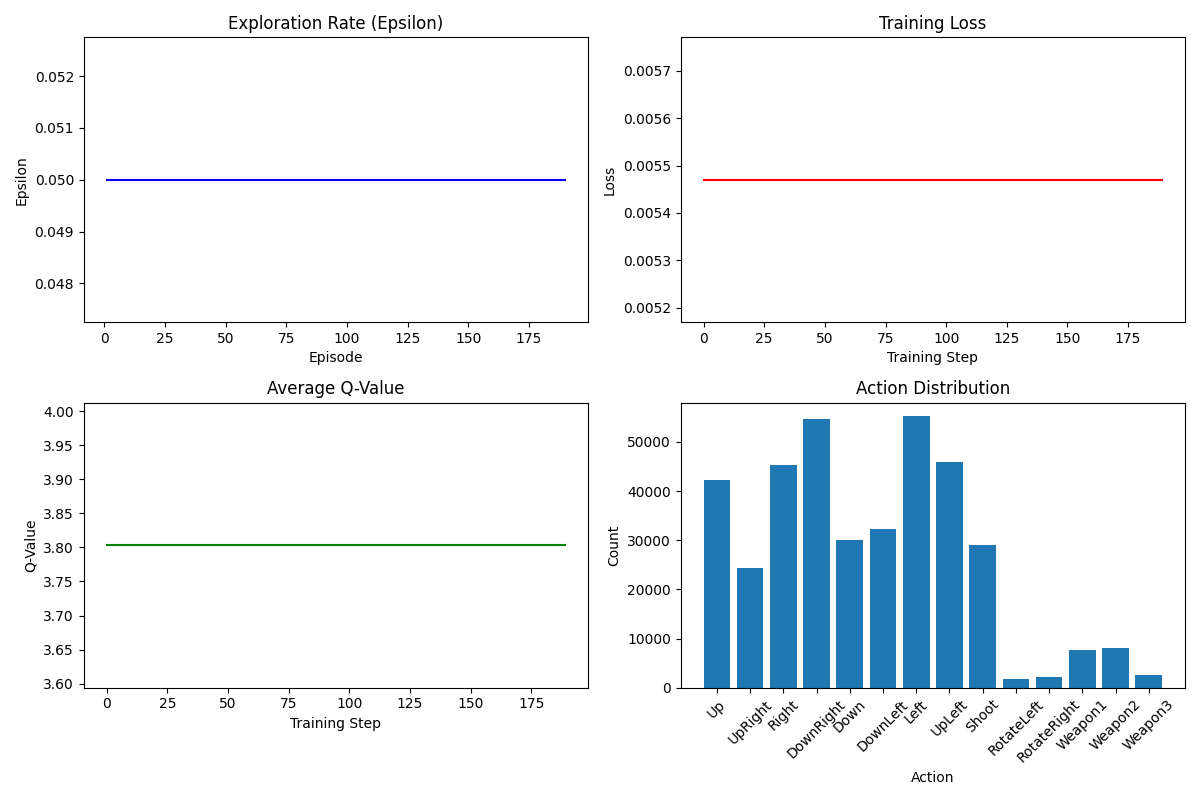 Exploration Rate (Epsilon)
0.052
0.051
0.050
0.049
0.048
Epsilon
0 25 50 75 100 125 150 175
Episode
Training Loss
0.0057
0.0056
0.0055
0.0054
0.0053
0.0052
Loss
0 25 50 75 100 125 150 175
Training Step
Average Q-Value
4.00
3.95
3.90
3.85
3.80
3.75
3.70
3.65
3.60
Q-Value
0 25 50 75 100 125 150 175
Training Step
Action Distribution
50000
40000
30000
20000
10000
0
Count
Up
UpRight
Right
DownRight
Down
DownLeft
Left
UpLeft
Shoot
RotateLeft
RotateRight
Weapon1
Weapon2
Weapon3
Action